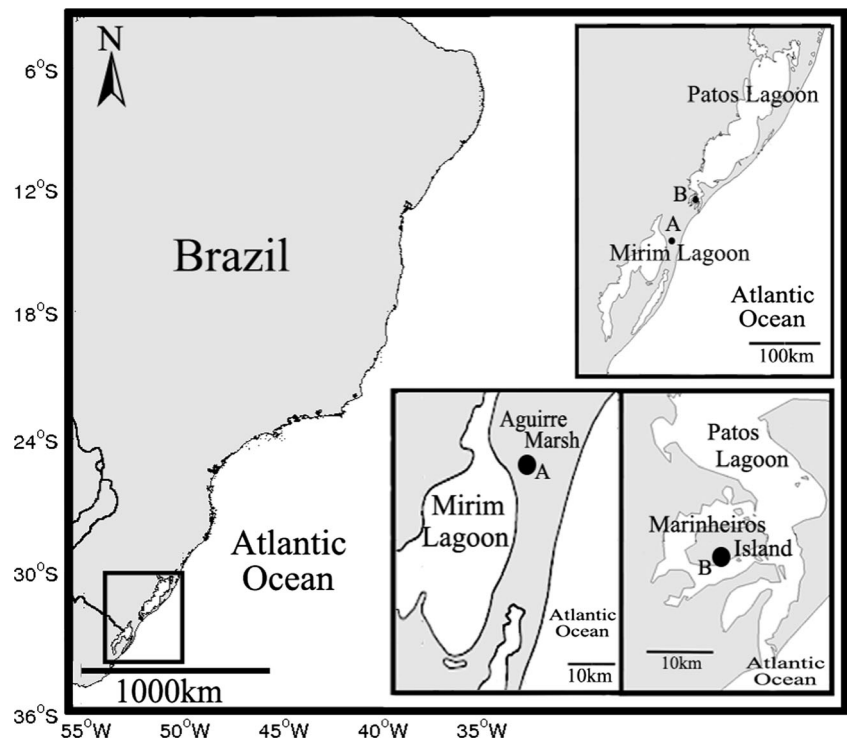 N
6°S
12°S
18°S
24°S
30°S
36°S
55°W
50°W
45°W
40°W
35°W
Brazil
Atlantic
Ocean
1000km
Patos Lagoon
B
A
Mirim Lagoon
Atlantic
Ocean
100km
Aguirre
Marsh
A
Mirim
Lagoon
Atlantic
Ocean
10km
Patos
Lagoon
Marinheiros
Island
B
10km
Atlantic
Ocean